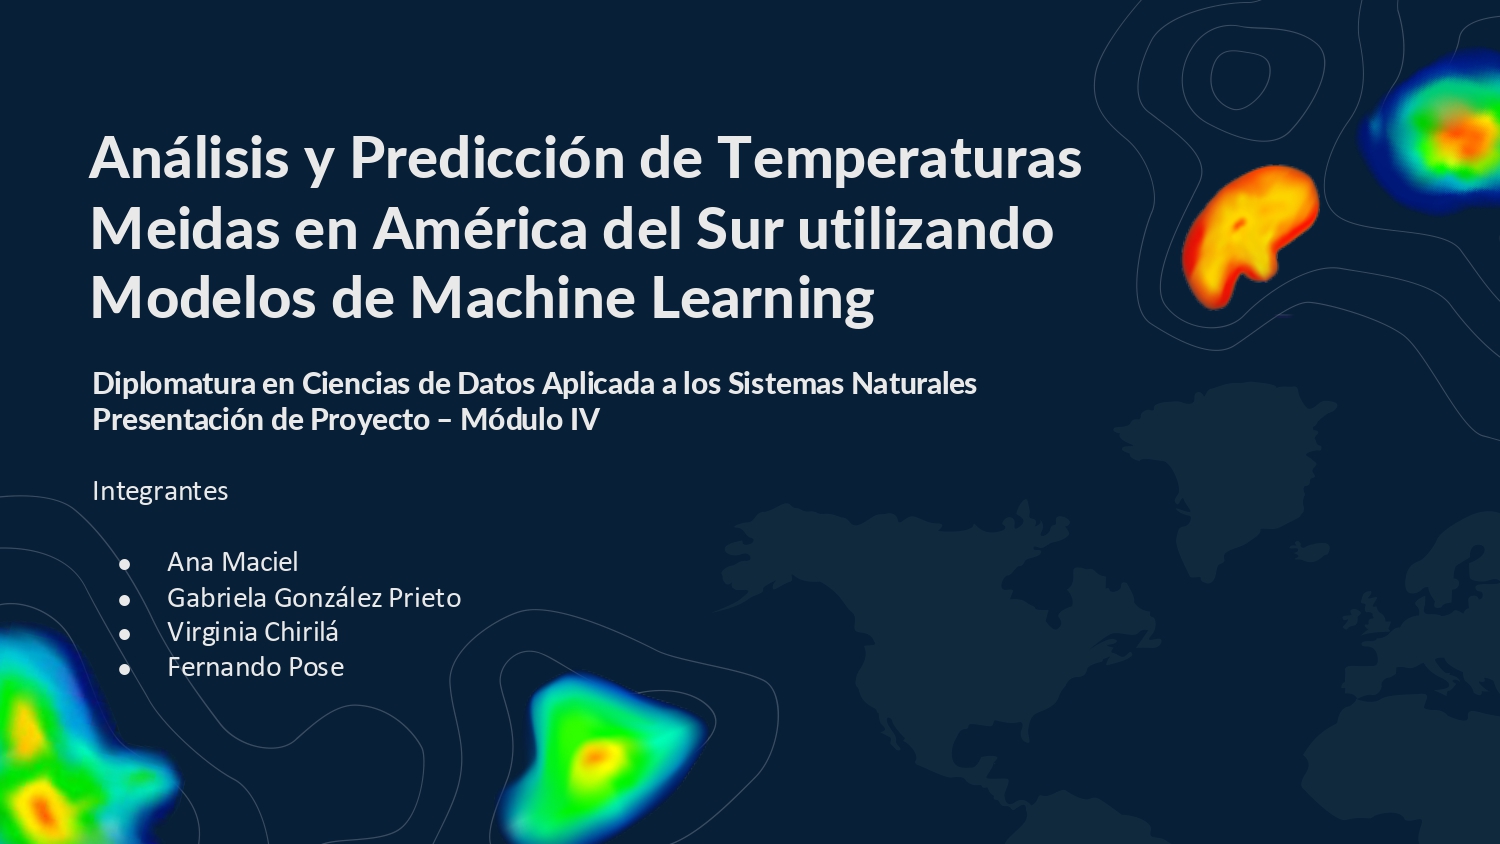 Análisis y Predicción de Temperaturas
Meidas en América del Sur utilizando
Modelos de Machine Learning
Diplomatura en Ciencias de Datos Aplicada a los Sistemas Naturales
Presentación de Proyecto – Módulo IV
Integrantes
● Ana Maciel
● Gabriela González Prieto
● Virginia Chirilá
● Fernando Pose